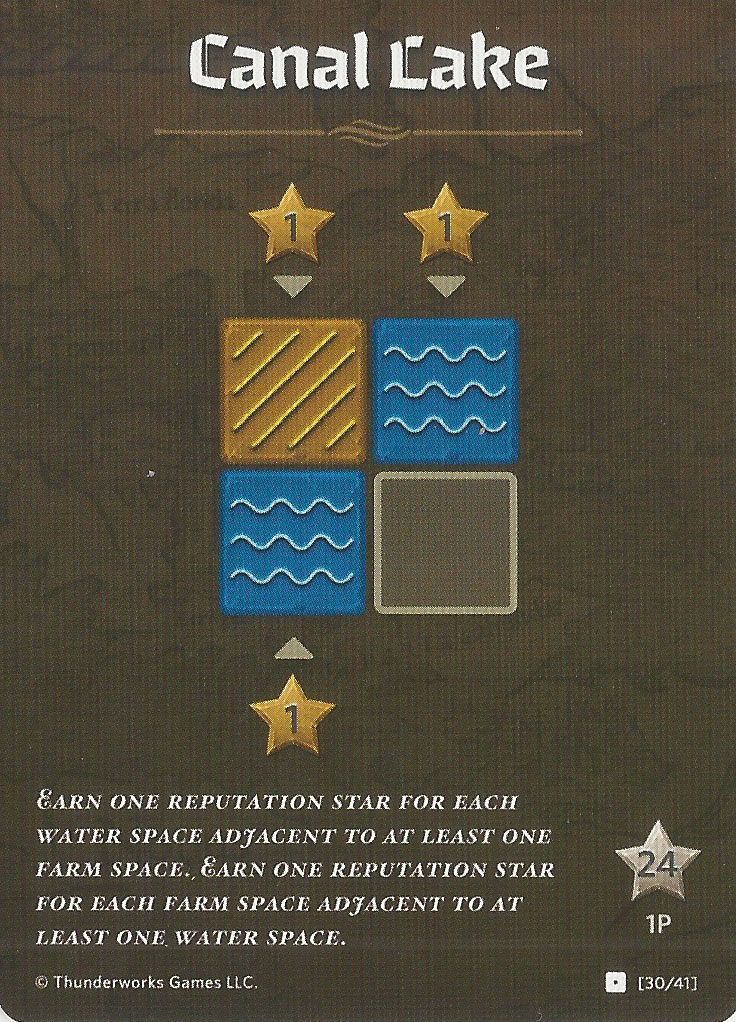 Canal Lake
1 1
1
Earn one reputation star for each
water space adjacent to at least one
farm space. Earn one reputation star
for each farm space adjacent to at
least one water space.
24
1P
© Thunderworks Games LLC.
[30/41]